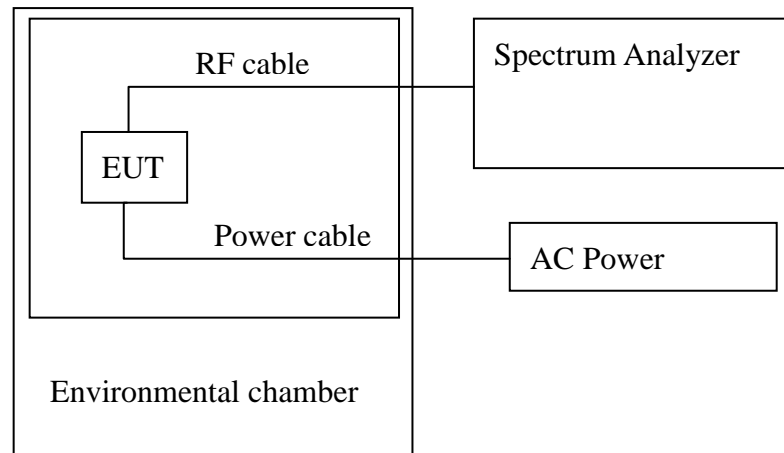 RF cable
Spectrum Analyzer
EUT
Power cable
AC Power
Environmental chamber